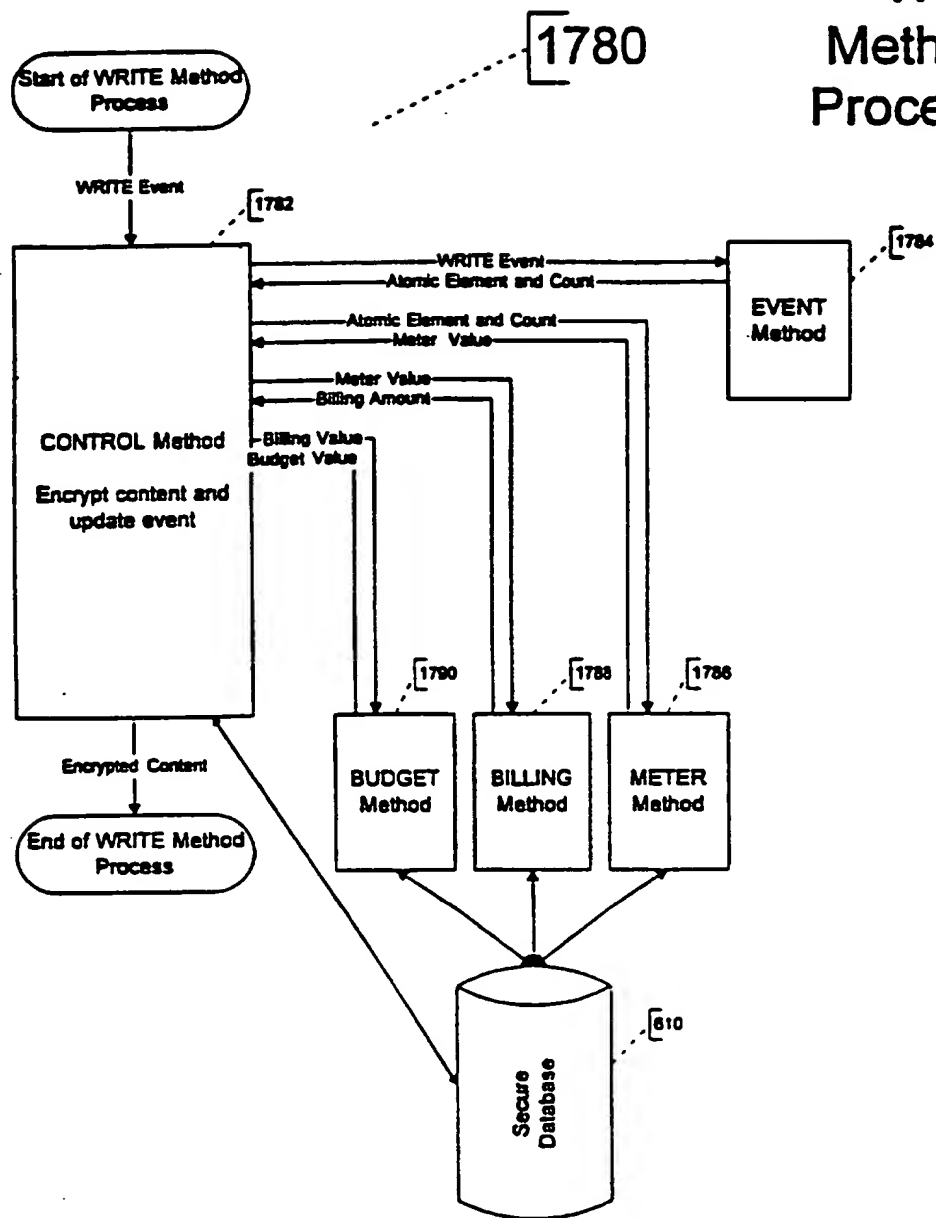 1780
Meth
Proce
Start of WRITE Method
Process
WRITE Event
1782
1784
WRITE Event
Atomic Element and Count
EVENT
Method
Atomic Element and Count
Meter Value
Meter Value
Billing Amount
CONTROL Method
Billing Value
Budget Value
Encrypt content and
update event
1790
1788
1786
Encrypted Content
BUDGET
Method
BILLING
Method
METER
Method
End of WRITE Method
Process
610
Secure
Database